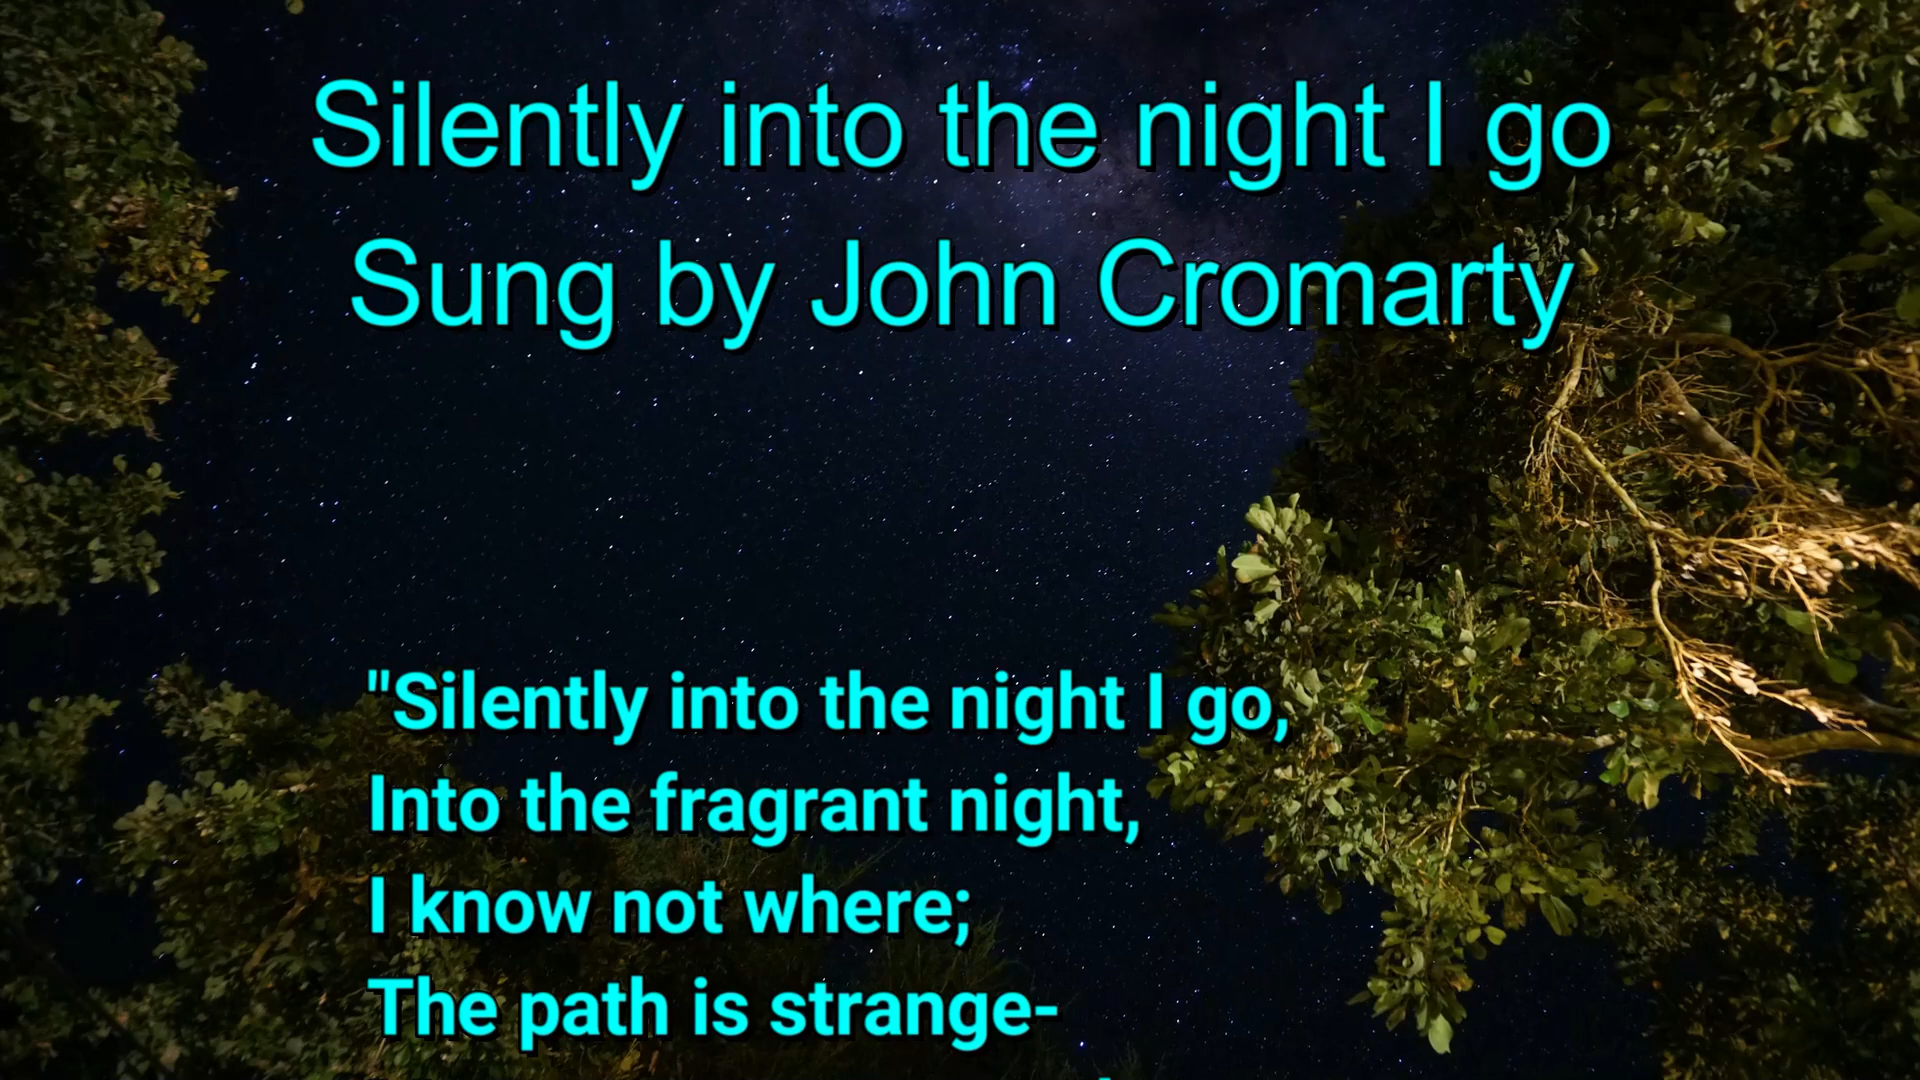 Silently into the night I go
Sung by John Cromarty
"Silently into the night I go,
Into the fragrant night,
I know not where;
The path is strange-